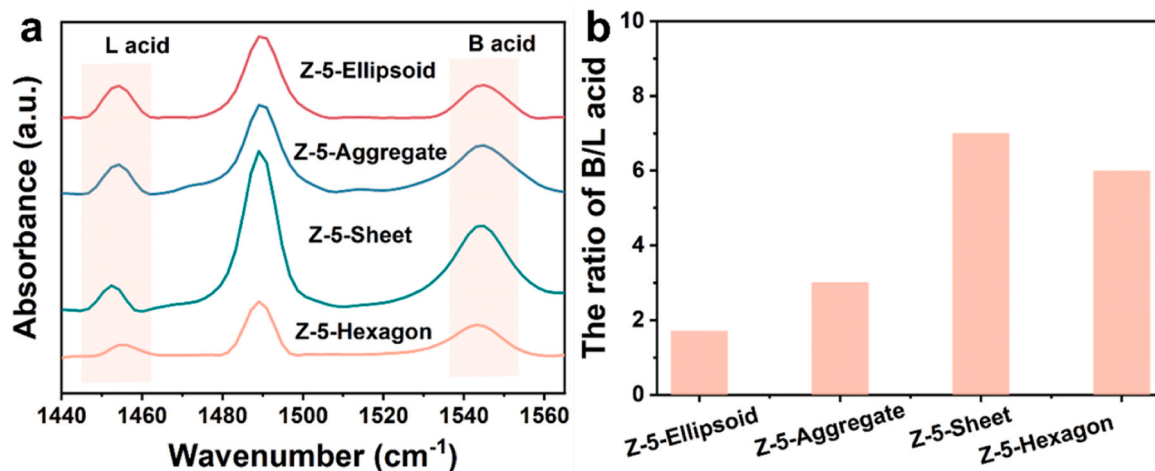 a
L acid
B acid
Z-5-Ellipsoid
Z-5-Aggregate
Z-5-Sheet
Z-5-Hexagon
Absorbance (a.u.)
1440 1460 1480 1500 1520 1540 1560
Wavenumber (cm⁻¹)
b
The ratio of B/L acid
10
8
6
4
2
0
Z-5-Ellipsoid
Z-5-Aggregate
Z-5-Sheet
Z-5-Hexagon